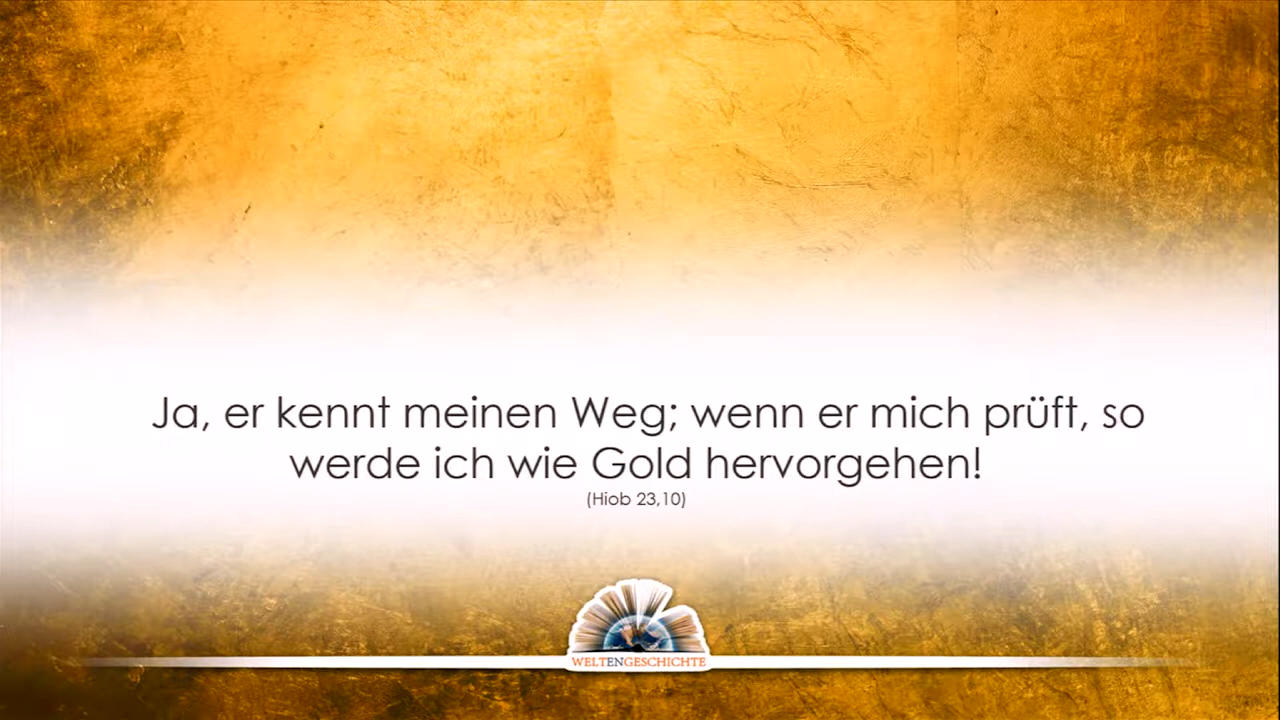 Ja, er kennt meinen Weg; wenn er mich prüft, so
werde ich wie Gold hervorgehen!
(Hiob 23,10)
WELTENGESCHICHTE